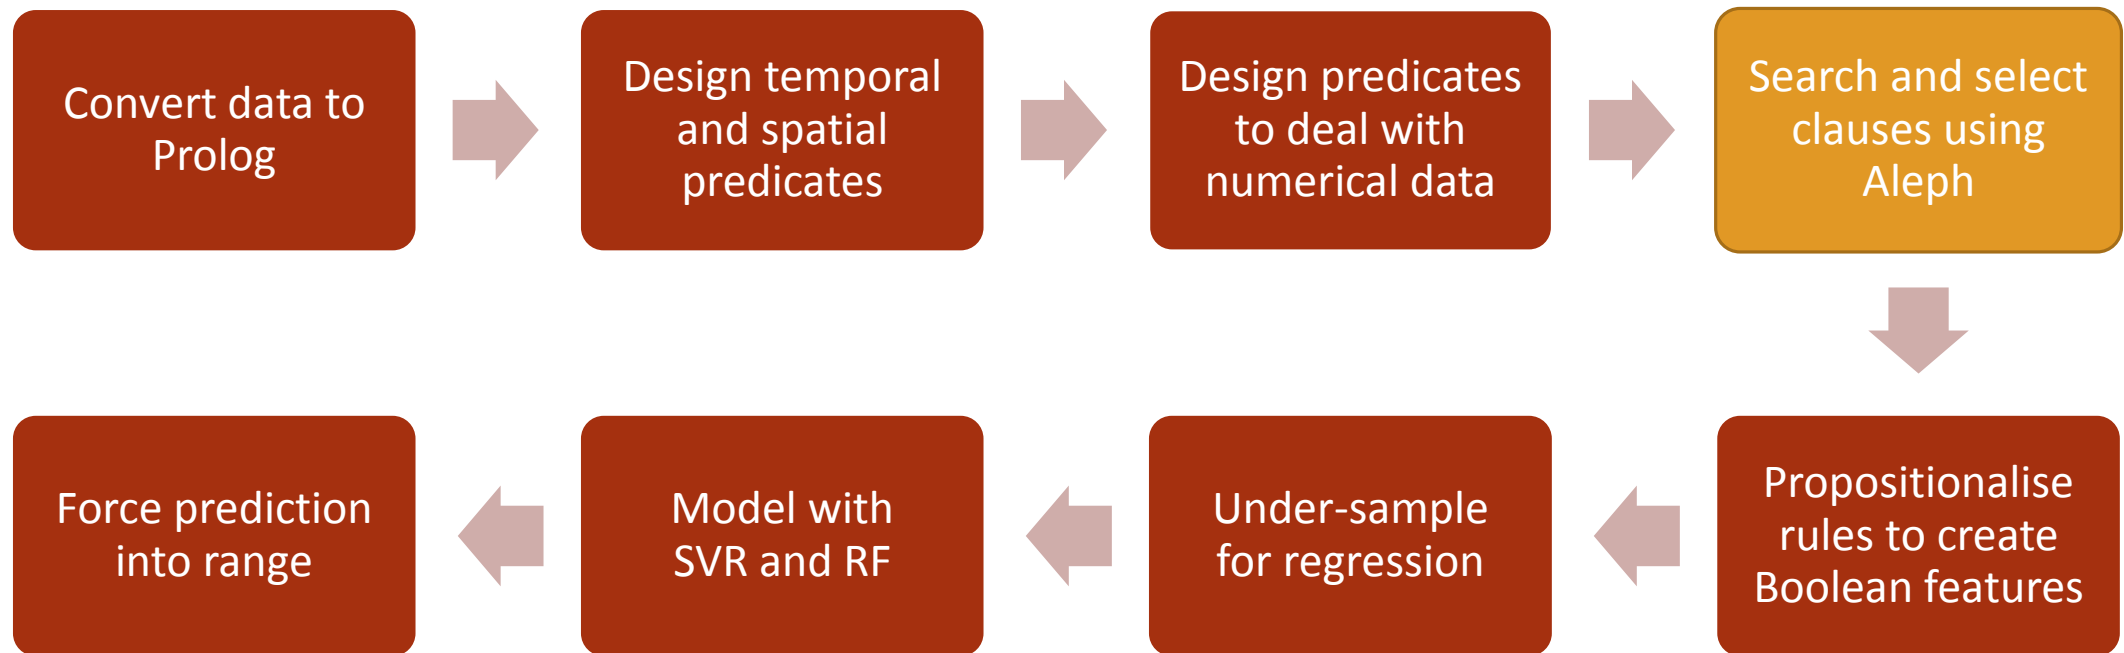 Convert data to
Prolog
Design temporal
and spatial
predicates
Design predicates
to deal with
numerical data
Search and select
clauses using
Aleph
Propositionalise
rules to create
Boolean features
Under-sample
for regression
Model with
SVR and RF
Force prediction
into range